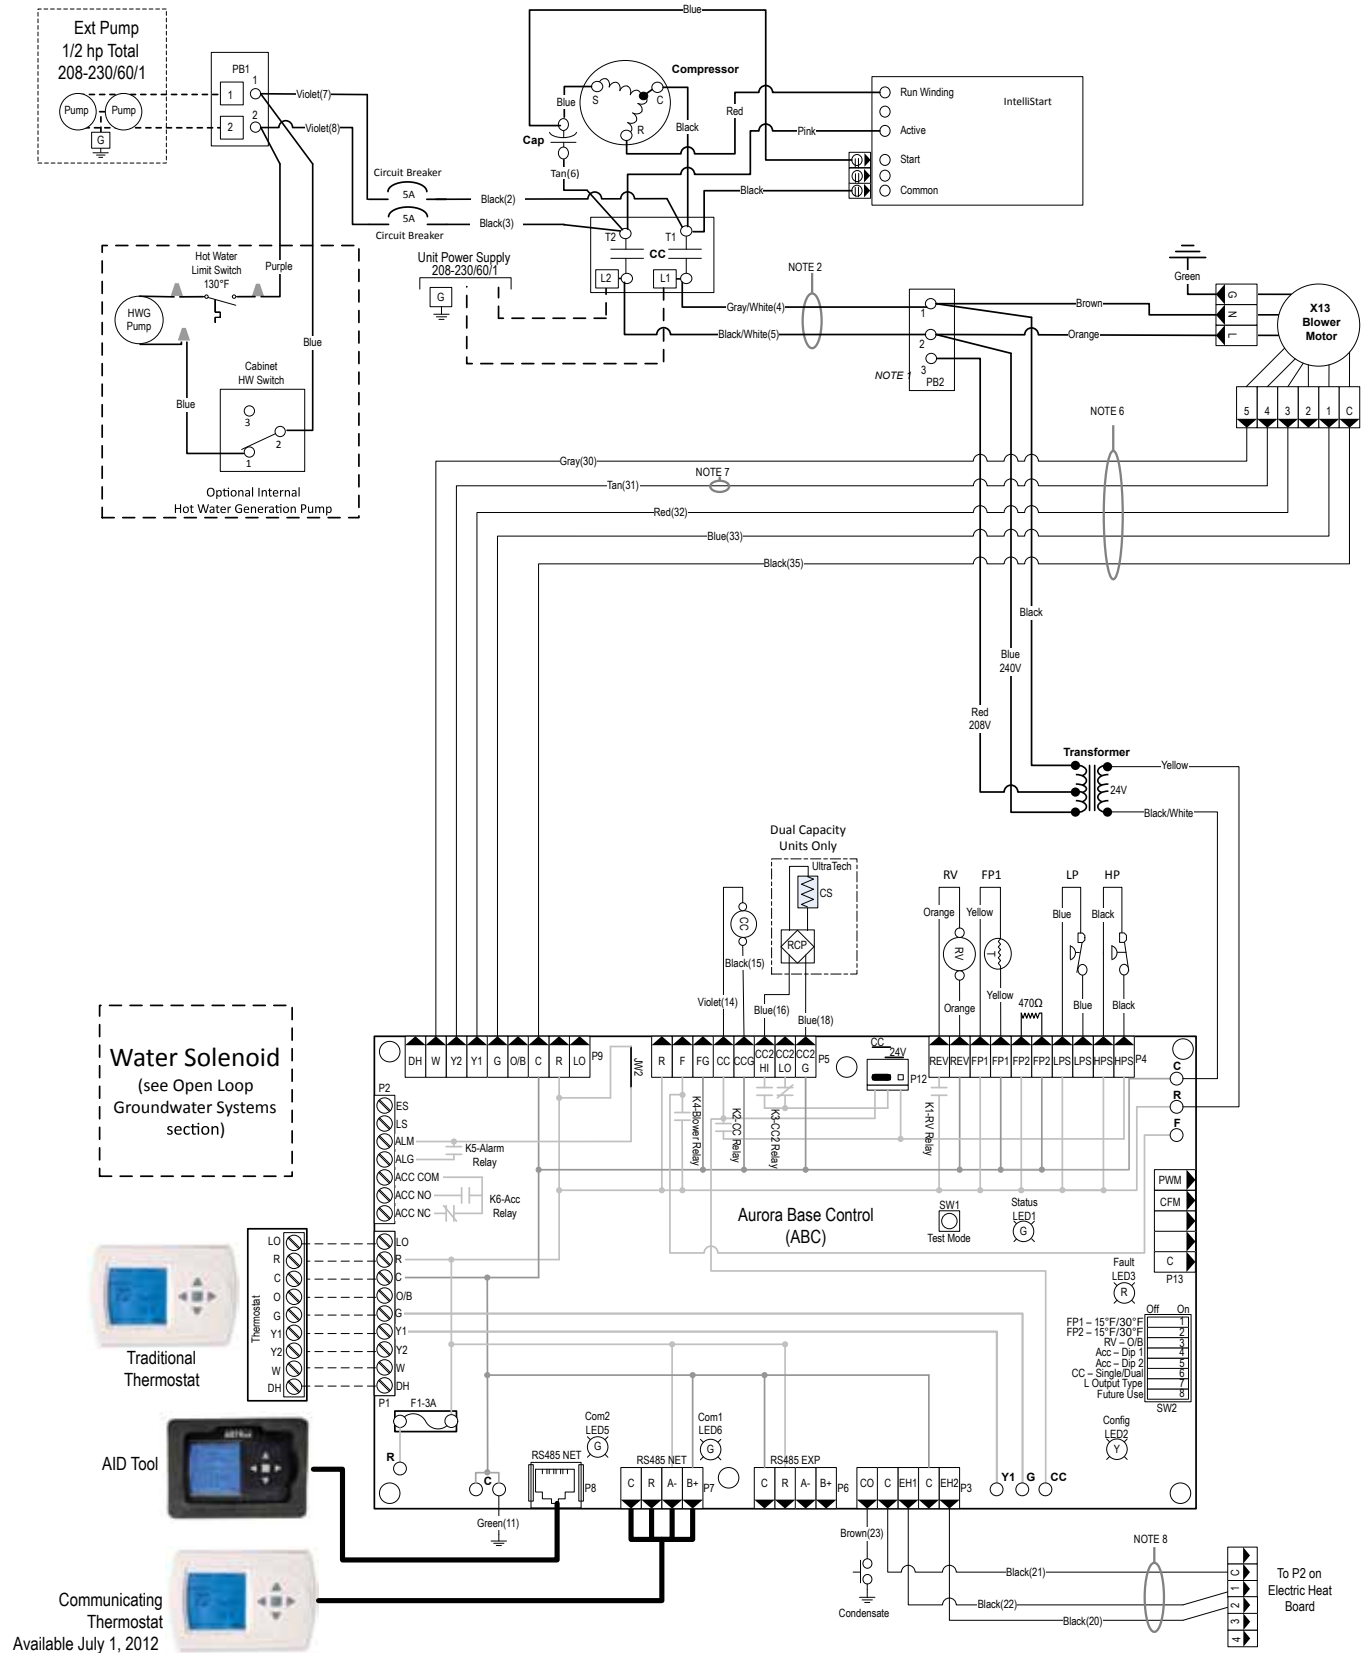 Ext Pump
1/2 hp Total
208-230/60/1
Pump
Pump
G
PB1
1
1
2
2
Violet(7)
Violet(8)
Circuit Breaker
5A
5A
Circuit Breaker
Black(2)
Black(3)
Blue
Compressor
Blue
S
C
R
Cap
Tan(6)
Black
Red
Pink
Black
IntelliStart
Run Winding
Active
Start
Common
T2
CC
T1
L2
L1
Unit Power Supply
208-230/60/1
G
Hot Water
Limit Switch
130°F
Purple
HWG
Pump
Blue
Blue
Cabinet
HW Switch
3
2
1
Optional Internal
Hot Water Generation Pump
NOTE 2
Gray/White(4)
Black/White(5)
1
2
3
NOTE 1
PB2
Green
Brown
Orange
G
N
L
X13
Blower
Motor
5
4
3
2
1
C
NOTE 6
Gray(30)
NOTE 7
Tan(31)
Red(32)
Blue(33)
Black(35)
Black
Blue
240V
Red
208V
Transformer
24V
Yellow
Black/White
Dual Capacity
Units Only
UltraTech
CS
RCP
CC
Black(15)
Violet(14)
Blue(16)
Blue(18)
RV
FP1
LP
HP
Orange
Yellow
Blue
Black
RV
T
Orange
Yellow
470Ω
Blue
Black
Water Solenoid
(see Open Loop
Groundwater Systems
section)
DH
W
Y2
Y1
G
O/B
C
R
LO
P9
JW2
R
F
FG
CC
CCG
CC2
HI
CC2
LO
CC2
G
P5
CC
24V
P12
REV
REV
FP1
FP1
FP2
FP2
LPS
LPS
HPS
HPS
P4
C
R
F
P2
ES
LS
ALM
ALG
ACC COM
ACC NO
ACC NC
K5-Alarm
Relay
K6-Acc
Relay
K4-Blower Relay
K2-CC Relay
K3-CC2 Relay
K1-RV Relay
Aurora Base Control
(ABC)
SW1
Test Mode
Status
LED1
G
PWM
CFM
C
P13
Fault
LED3
R
Off
On
FP1 – 15°F/30°F
1
FP2 – 15°F/30°F
2
RV – O/B
3
Acc – Dip 1
4
Acc – Dip 2
5
CC – Single/Dual
6
L Output Type
7
Future Use
8
SW2
Config
LED2
Y
Thermostat
LO
R
C
O
G
Y1
Y2
W
DH
LO
R
C
O/B
G
Y1
Y2
W
DH
P1
Traditional
Thermostat
F1-3A
R
C
Green(11)
AID Tool
RS485 NET
P8
Com2
LED5
G
Com1
LED6
G
RS485 NET
C
R
A-
B+
P7
RS485 EXP
C
R
A-
B+
P6
CO
C
EH1
C
EH2
P3
Y1
G
CC
Brown(23)
Condensate
Communicating
Thermostat
Available July 1, 2012
NOTE 8
Black(21)
Black(22)
Black(20)
C
1
2
3
4
To P2 on
Electric Heat
Board